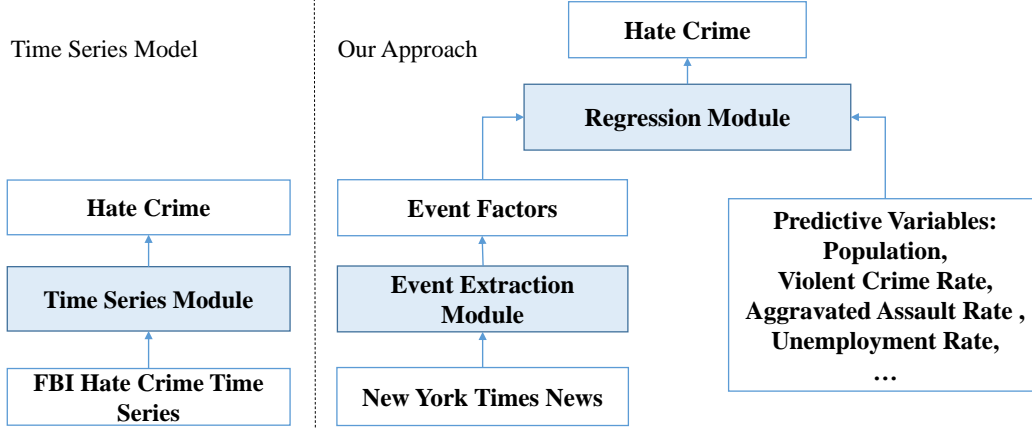 Time Series Model
Hate Crime
Time Series Module
FBI Hate Crime Time
Series
Our Approach
Hate Crime
Regression Module
Event Factors
Event Extraction
Module
New York Times News
Predictive Variables:
Population,
Violent Crime Rate,
Aggravated Assault Rate ,
Unemployment Rate,
…